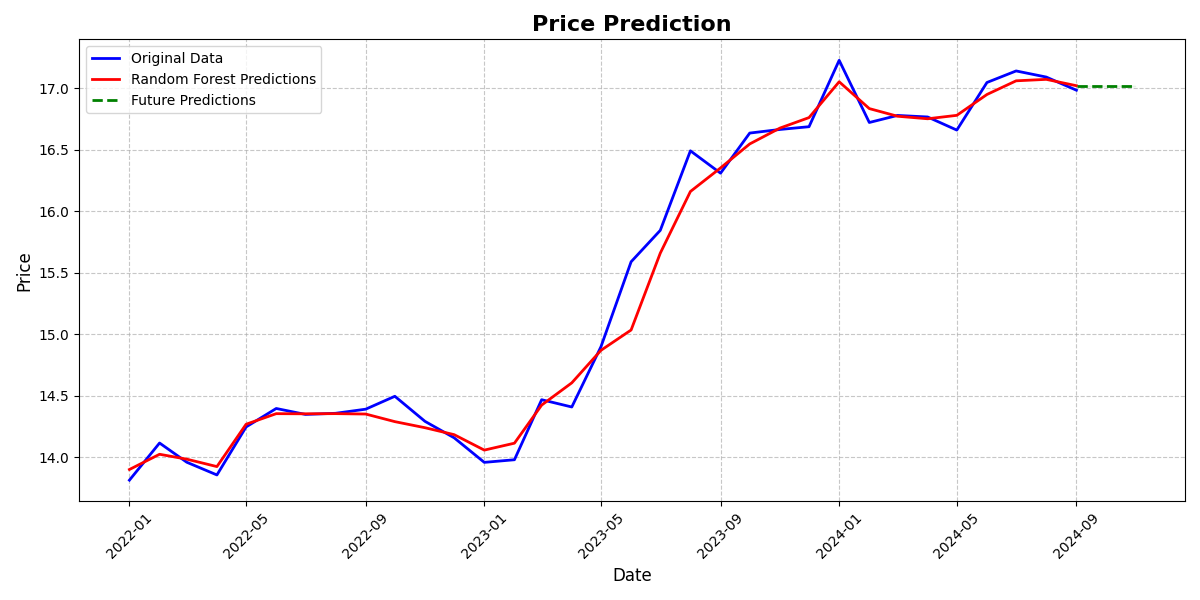 Price Prediction
Original Data
Random Forest Predictions
Future Predictions
Price
17.0
16.5
16.0
15.5
15.0
14.5
14.0
2022-01
2022-05
2022-09
2023-01
2023-05
2023-09
2024-01
2024-05
2024-09
Date